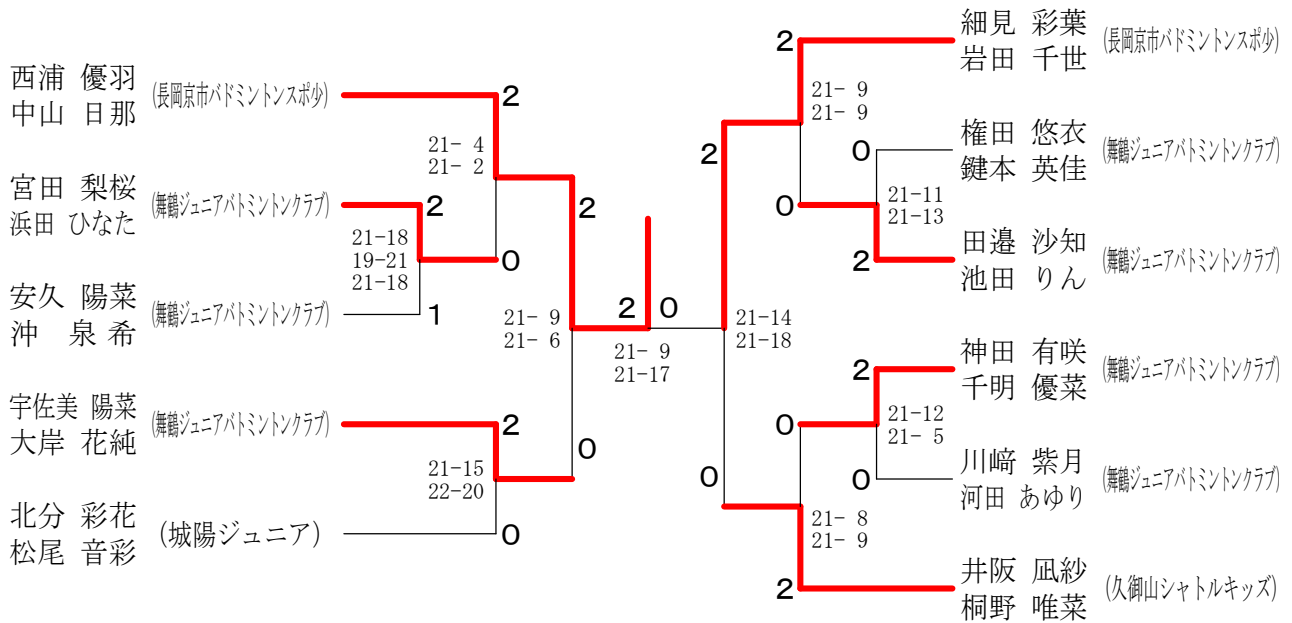 西浦 優羽
中山 日那
(長岡京市バドミントンスポ少)
2
21- 4
21- 2
宮田 梨桜
浜田 ひなた
(舞鶴ジュニアバトミントンクラブ)
2
21-18
19-21
21-18
0
安久 陽菜
沖 泉希
(舞鶴ジュニアバトミントンクラブ)
1
2
21- 9
21- 6
宇佐美 陽菜
大岸 花純
(舞鶴ジュニアバトミントンクラブ)
2
21-15
22-20
0
北分 彩花
松尾 音彩
(城陽ジュニア)
0
2
0
21- 9
21-17
細見 彩葉
岩田 千世
(長岡京市バドミントンスポ少)
2
21- 9
21- 9
2
権田 悠衣
鍵本 英佳
(舞鶴ジュニアバトミントンクラブ)
0
21-11
21-13
0
田邉 沙知
池田 りん
(舞鶴ジュニアバトミントンクラブ)
2
21-14
21-18
神田 有咲
千明 優菜
(舞鶴ジュニアバトミントンクラブ)
2
21-12
21- 5
0
川﨑 紫月
河田 あゆり
(舞鶴ジュニアバトミントンクラブ)
0
0
21- 8
21- 9
井阪 凪紗
桐野 唯菜
(久御山シャトルキッズ)
2